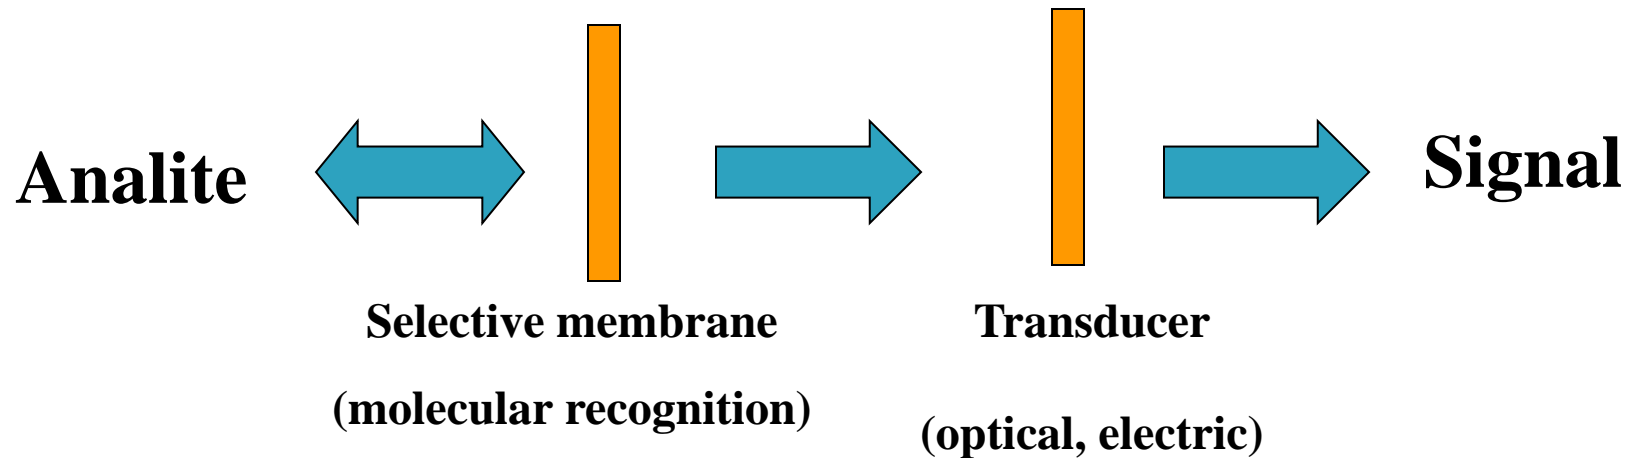 Analite
Signal
Selective membrane
(molecular recognition)
Transducer
(optical, electric)